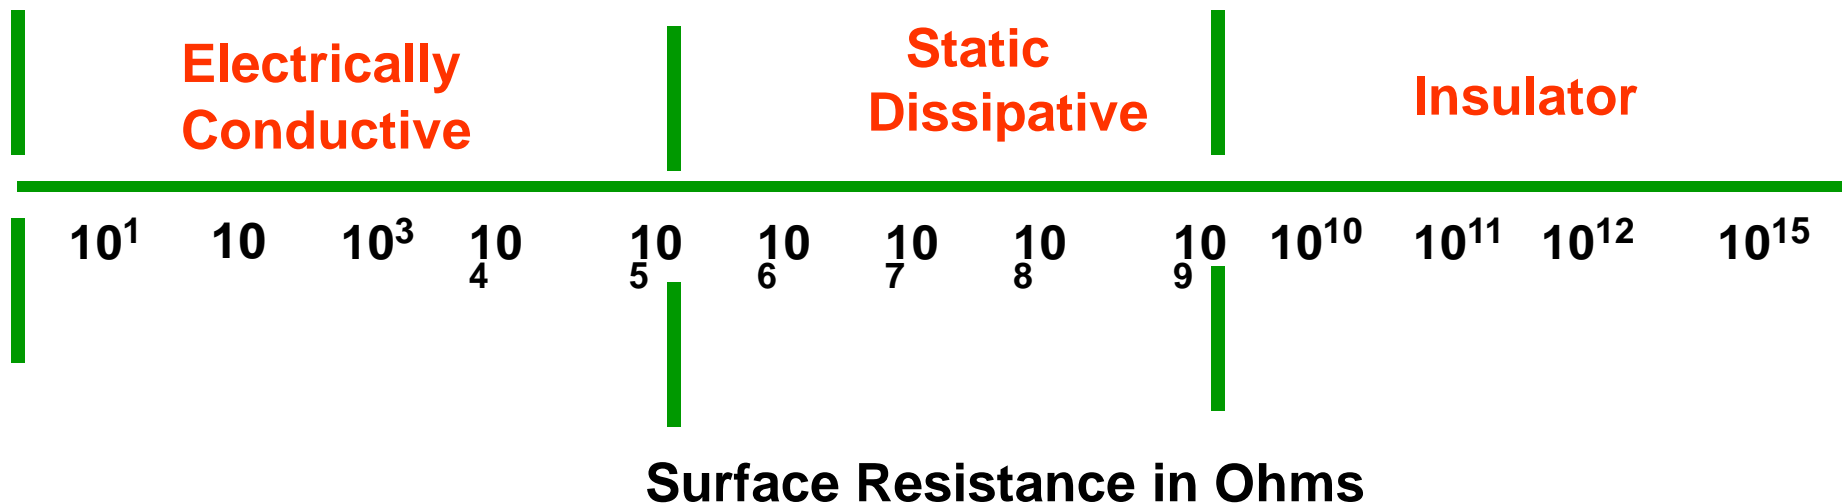 Electrically
Conductive
Static
Dissipative
Insulator
10¹ 10 10³ 10 10 10 10 10 10 10¹⁰ 10¹¹ 10¹² 10¹⁵
4 5 6 7 8 9
Surface Resistance in Ohms